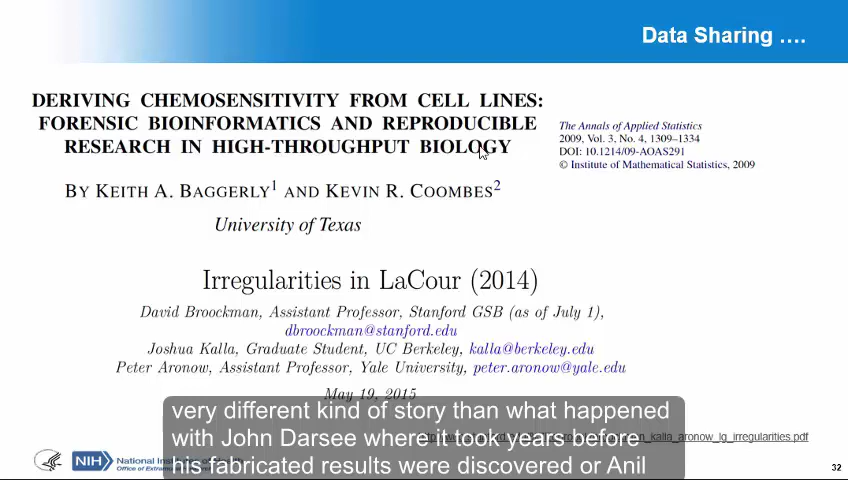 Data Sharing ....
DERIVING CHEMOSENSITIVITY FROM CELL LINES:
FORENSIC BIOINFORMATICS AND REPRODUCIBLE
RESEARCH IN HIGH-THROUGHPUT BIOLOGY
BY KEITH A. BAGGERLY1 AND KEVIN R. COOMBES2
University of Texas
The Annals of Applied Statistics
2009, Vol. 3, No. 4, 1309–1334
DOI: 10.1214/09-AOAS291
© Institute of Mathematical Statistics, 2009
Irregularities in LaCour (2014)
David Broockman, Assistant Professor, Stanford GSB (as of July 1),
dbroockman@stanford.edu
Joshua Kalla, Graduate Student, UC Berkeley, kalla@berkeley.edu
Peter Aronow, Assistant Professor, Yale University, peter.aronow@yale.edu
May 19, 2015
very different kind of story than what happened
with John Darsee where it took years before
his fabricated results were discovered or Anil
_kalla_aronow_lg_irregularities.pdf
NIH
National
Office of
32